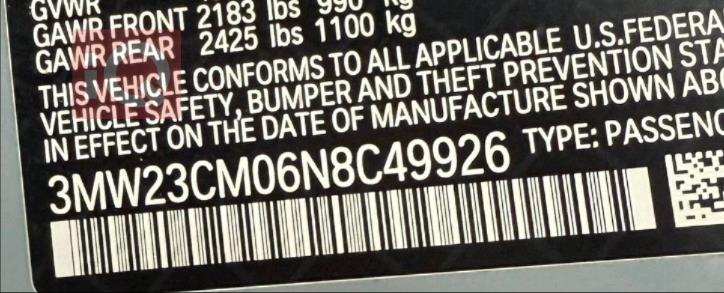 GVWR
GAWR FRONT 2183 lbs 990 kg
GAWR REAR 2425 lbs 1100 kg
THIS VEHICLE CONFORMS TO ALL APPLICABLE U.S.FEDERA
VEHICLE SAFETY, BUMPER AND THEFT PREVENTION STA
IN EFFECT ON THE DATE OF MANUFACTURE SHOWN ABO
3MW23CM06N8C49926 TYPE: PASSENG